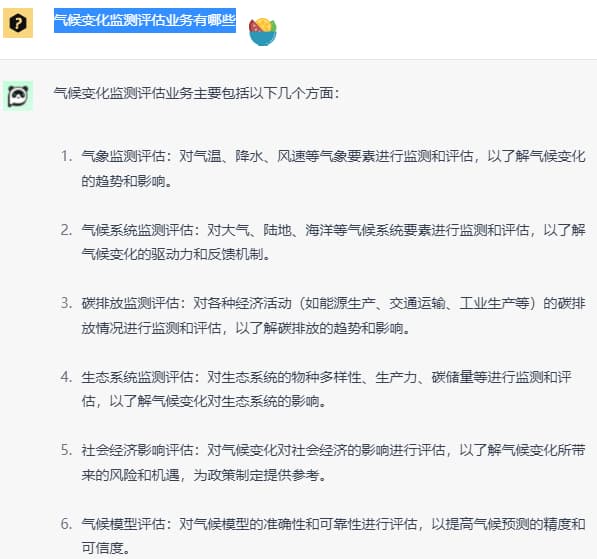 气候变化监测评估业务有哪些
气候变化监测评估业务主要包括以下几个方面：
1. 气象监测评估：对气温、降水、风速等气象要素进行监测和评估，以了解气候变化
的趋势和影响。
2. 气候系统监测评估：对大气、陆地、海洋等气候系统要素进行监测和评估，以了解
气候变化的驱动力和反馈机制。
3. 碳排放监测评估：对各种经济活动（如能源生产、交通运输、工业生产等）的碳排
放情况进行监测和评估，以了解碳排放的趋势和影响。
4. 生态系统监测评估：对生态系统的物种多样性、生产力、碳储量等进行监测和评
估，以了解气候变化对生态系统的影响。
5. 社会经济影响评估：对气候变化对社会经济的影响进行评估，以了解气候变化所带
来的风险和机遇，为政策制定提供参考。
6. 气候模型评估：对气候模型的准确性和可靠性进行评估，以提高气候预测的精度和
可信度。